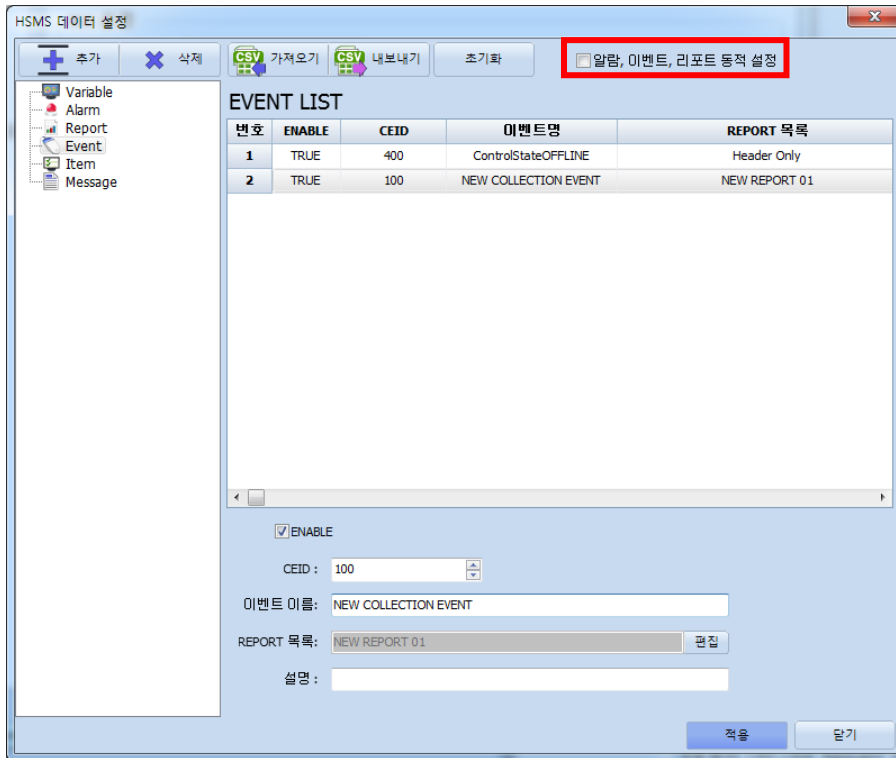 HSMS 데이터 설정
추가 삭제 CSV 가져오기 CSV 내보내기 초기화 알람, 이벤트, 리포트 동적 설정
Variable
Alarm
Report
Event
Item
Message
EVENT LIST
번호 ENABLE CEID 이벤트명 REPORT 목록
1 TRUE 400 ControlStateOFFLINE Header Only
2 TRUE 100 NEW COLLECTION EVENT NEW REPORT 01
ENABLE
CEID : 100
이벤트 이름: NEW COLLECTION EVENT
REPORT 목록: NEW REPORT 01 편집
설명 :
적용 닫기